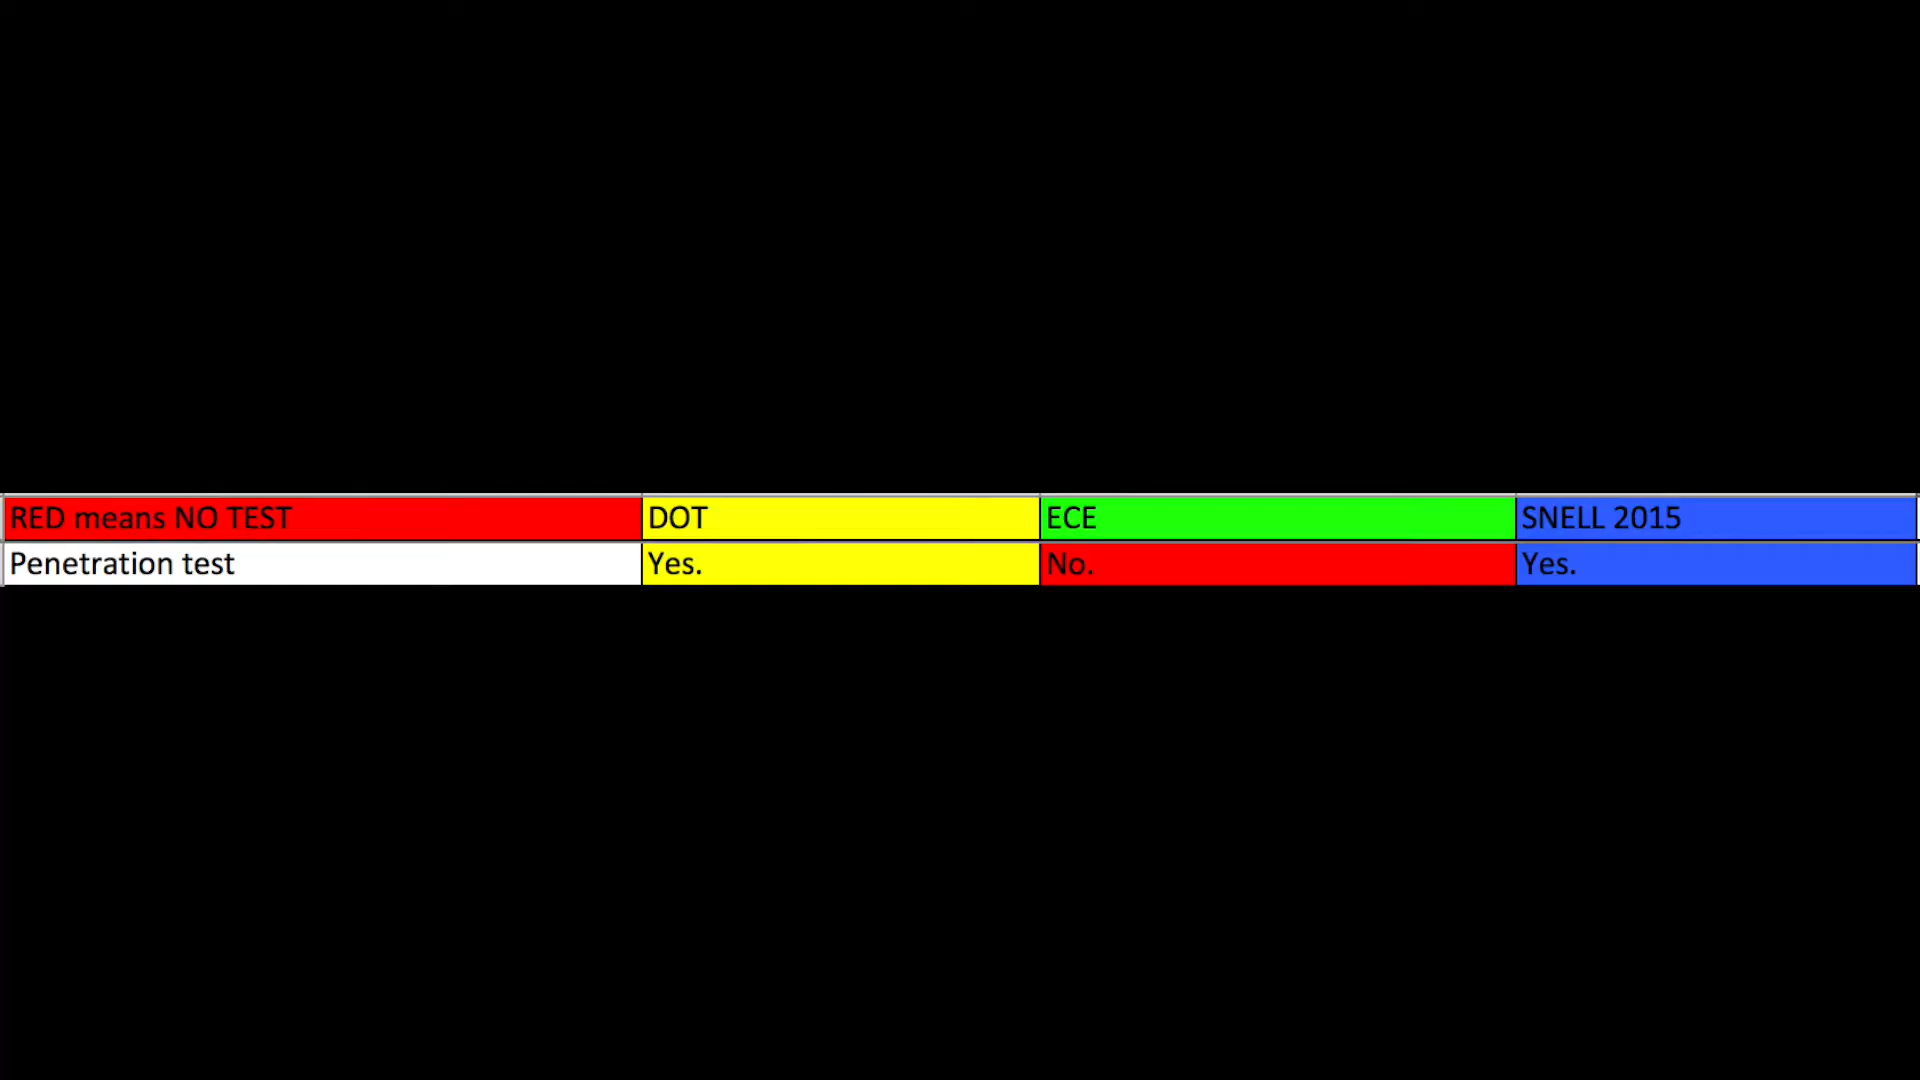 RED means NO TEST DOT ECE SNELL 2015
Penetration test Yes. No. Yes.